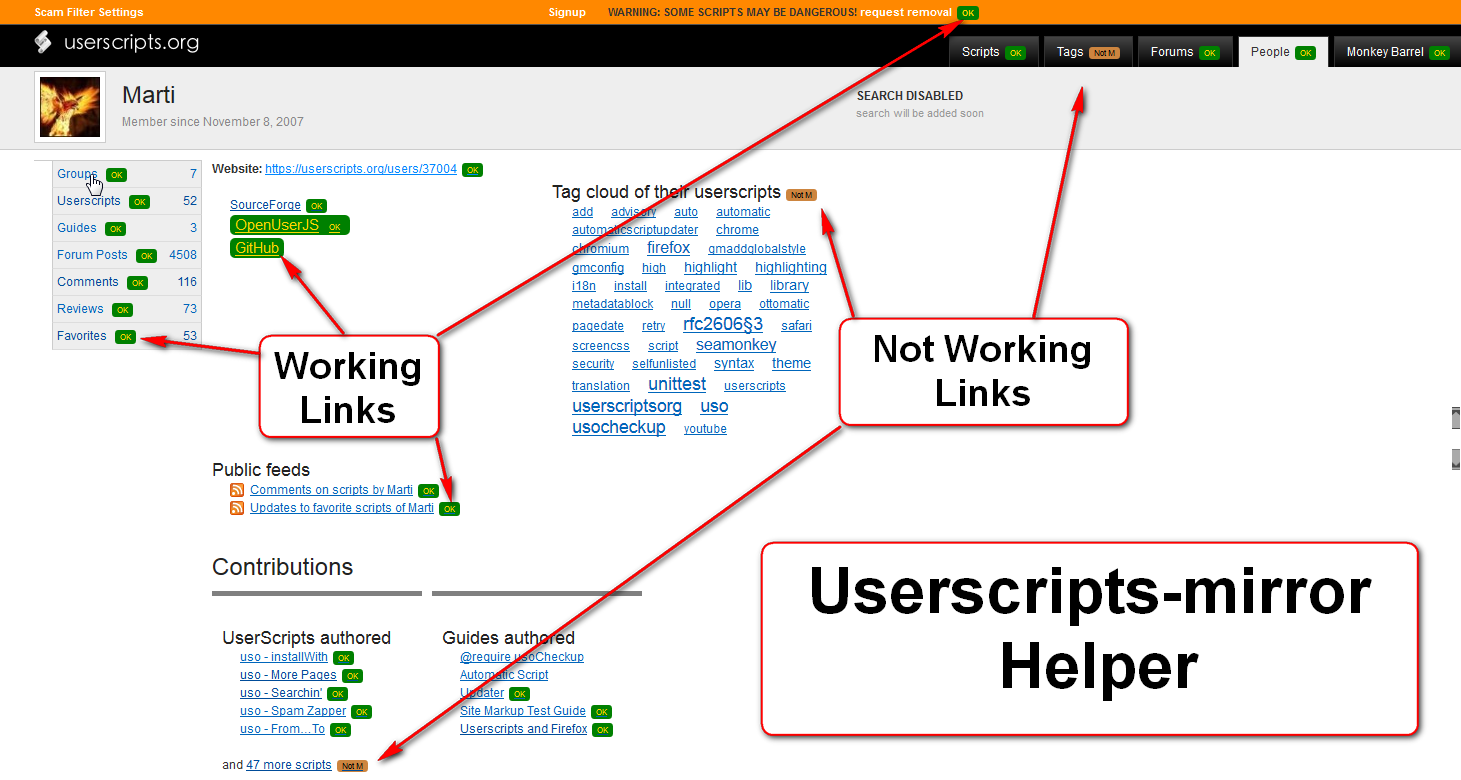 Scam Filter Settings
Signup WARNING: SOME SCRIPTS MAY BE DANGEROUS! request removal OK
userscripts.org
Scripts OK Tags Not M Forums OK People OK Monkey Barrel OK
Marti
Member since November 8, 2007
SEARCH DISABLED
search will be added soon
Groups OK 7
Userscripts OK 52
Guides OK 3
Forum Posts OK 4508
Comments OK 116
Reviews OK 73
Favorites OK 53
Website: https://userscripts.org/users/37004 OK
SourceForge OK
OpenUserJS OK
GitHub
Tag cloud of their userscripts Not M
add advisory auto automatic
automaticscriptupdater chrome
chromium firefox gmaddglobalstyle
gmconfig high highlight highlighting
i18n install integrated lib library
metadatablock null opera ottomatic
pagedate retry rfc2606§3 safari
screencss script seamonkey
security selfunlisted syntax theme
translation unittest userscripts
userscriptsorg uso
usocheckup youtube
Working
Links
Not Working
Links
Public feeds
Comments on scripts by Marti OK
Updates to favorite scripts of Marti OK
Contributions
UserScripts authored
uso - installWith OK
uso - More Pages OK
uso - Searchin' OK
uso - Spam Zapper OK
uso - From...To OK
and 47 more scripts Not M
Guides authored
@require usoCheckup
Automatic Script
Updater OK
Site Markup Test Guide OK
Userscripts and Firefox OK
Userscripts-mirror
Helper